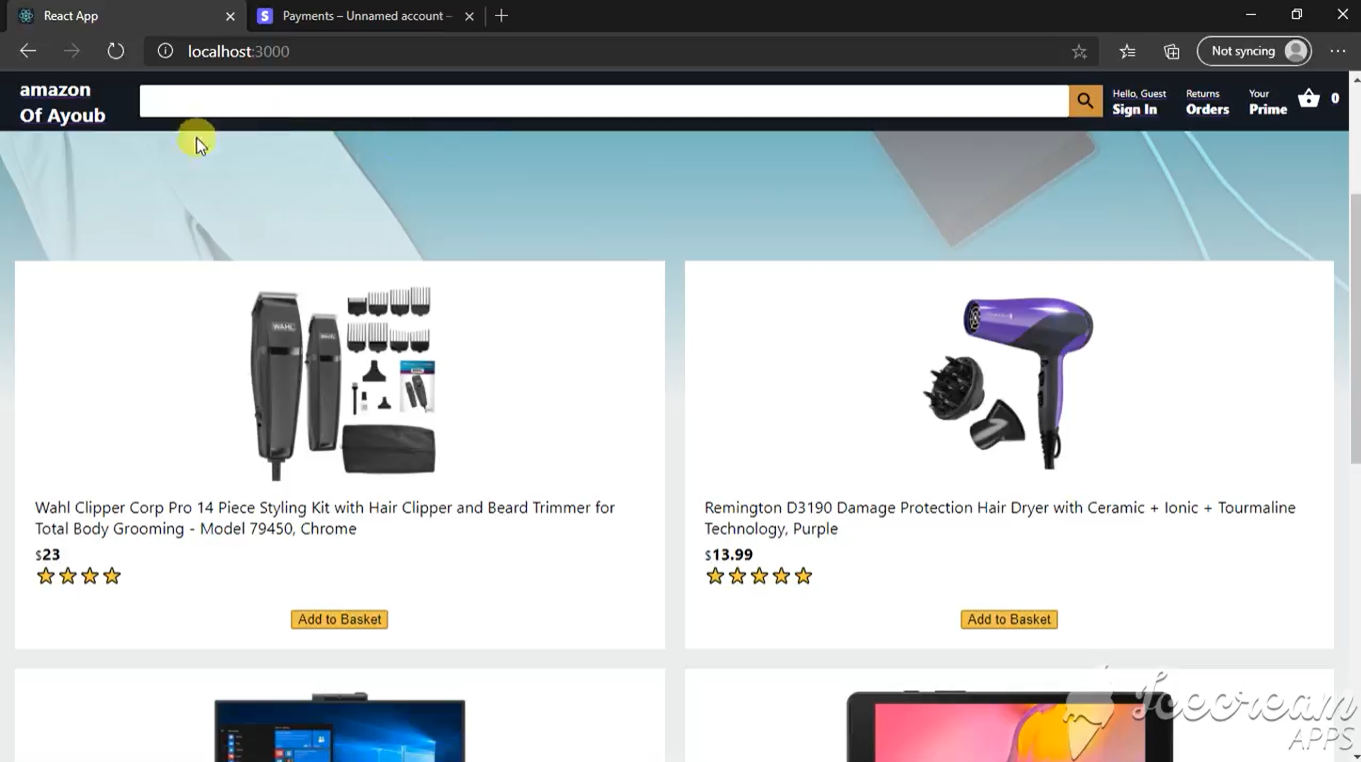 React App
Payments – Unnamed account –
localhost:3000
Not syncing
amazon
Of Ayoub
Hello, Guest
Sign In
Returns
Orders
Your
Prime
0
WAHL
Wahl Clipper Corp Pro 14 Piece Styling Kit with Hair Clipper and Beard Trimmer for
Total Body Grooming - Model 79450, Chrome
$23
Add to Basket
Remington D3190 Damage Protection Hair Dryer with Ceramic + Ionic + Tourmaline
Technology, Purple
$13.99
Add to Basket
Icecream
APPS